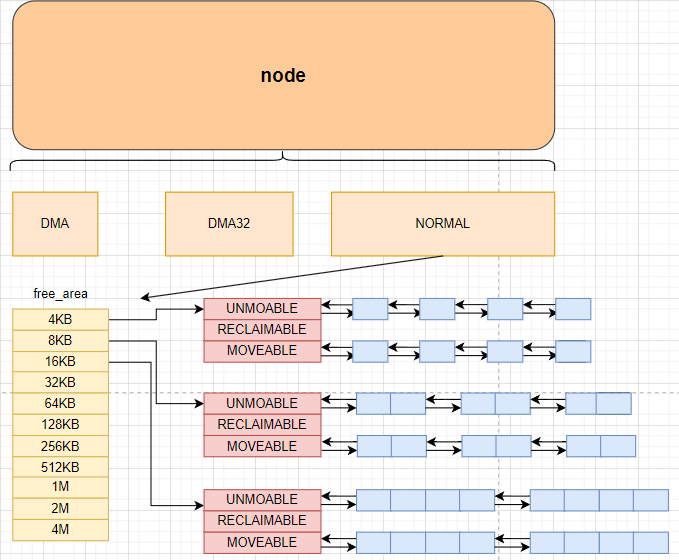 node
DMA
DMA32
NORMAL
free_area
4KB
8KB
16KB
32KB
64KB
128KB
256KB
512KB
1M
2M
4M
UNMOABLE
RECLAIMABLE
MOVEABLE
UNMOABLE
RECLAIMABLE
MOVEABLE
UNMOABLE
RECLAIMABLE
MOVEABLE